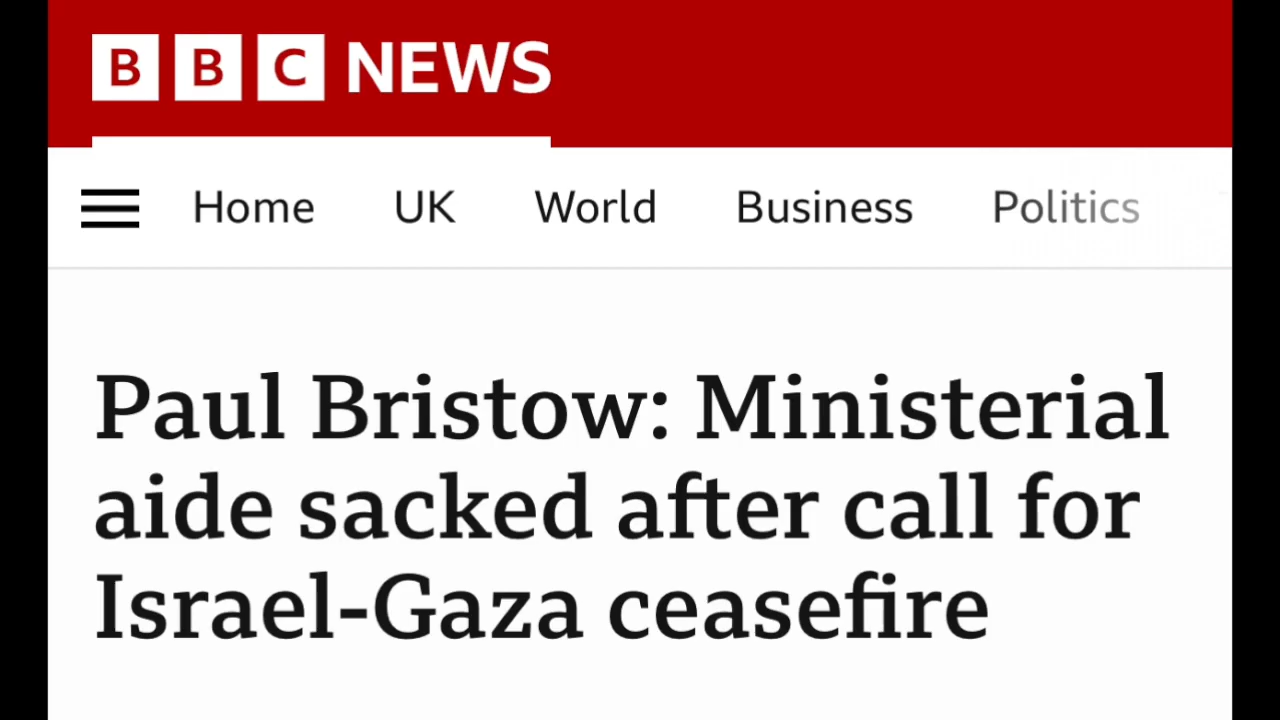 BBC NEWS
Home UK World Business Politics
Paul Bristow: Ministerial
aide sacked after call for
Israel-Gaza ceasefire